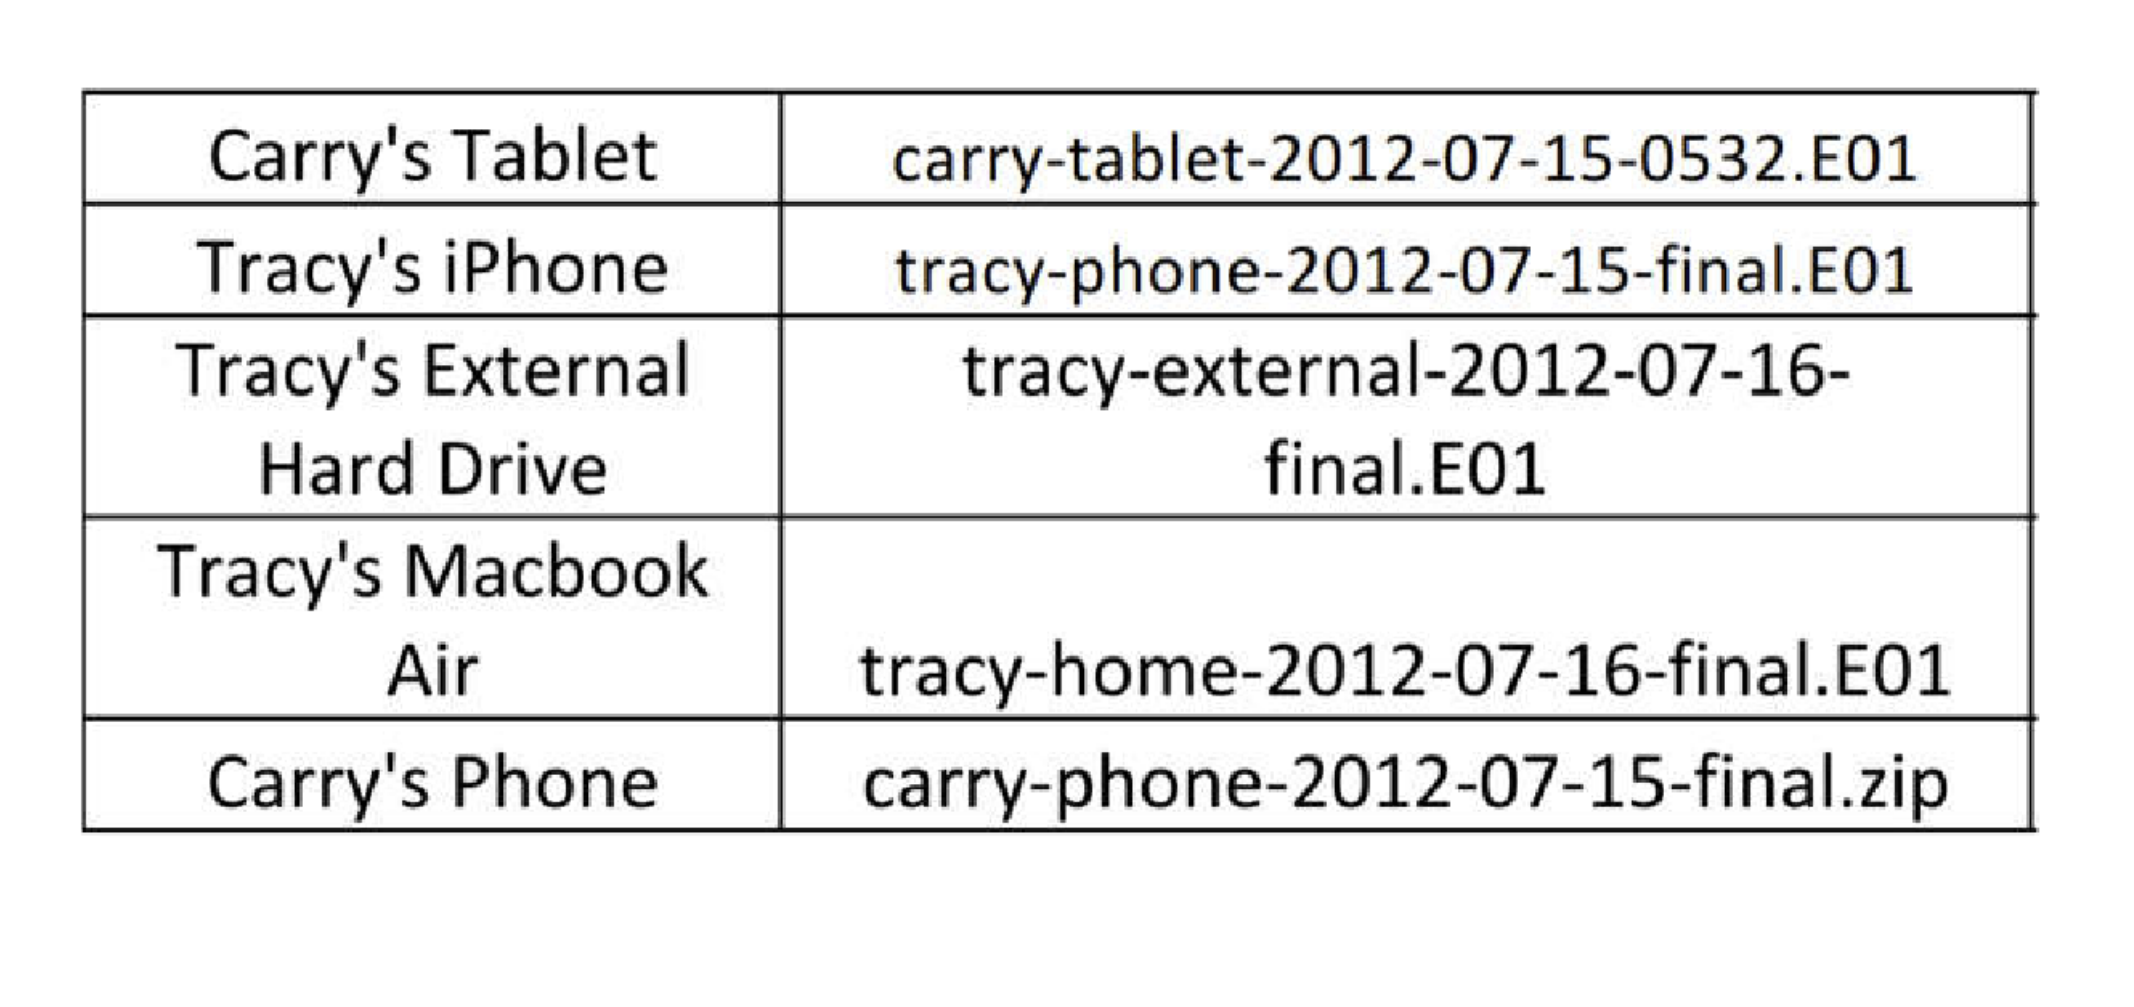 Carry's Tablet carry-tablet-2012-07-15-0532.E01
Tracy's iPhone tracy-phone-2012-07-15-final.E01
Tracy's External
Hard Drive
tracy-external-2012-07-16-
final.E01
Tracy's Macbook
Air
tracy-home-2012-07-16-final.E01
Carry's Phone carry-phone-2012-07-15-final.zip